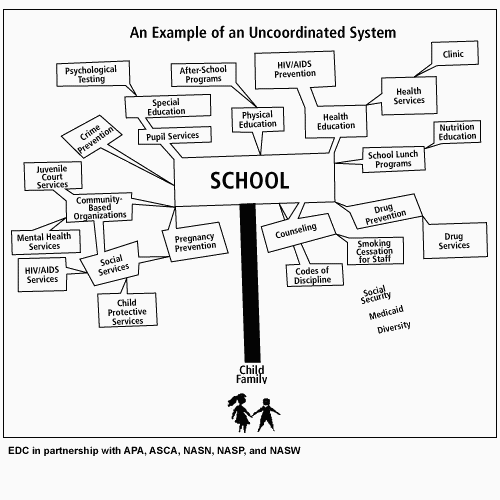 An Example of an Uncoordinated System
Psychological
Testing
After-School
Programs
HIV/AIDS
Prevention
Clinic
Special
Education
Physical
Education
Health
Services
Crime
Prevention
Pupil Services
Health
Education
Nutrition
Education
Juvenile
Court
Services
School Lunch
Programs
SCHOOL
Community-
Based
Organizations
Drug
Prevention
Mental Health
Services
Pregnancy
Prevention
Counseling
Drug
Services
Smoking
Cessation
for Staff
HIV/AIDS
Services
Social
Services
Codes of
Discipline
Child
Protective
Services
Social
Security
Medicaid
Diversity
Child
Family
EDC in partnership with APA, ASCA, NASN, NASP, and NASW